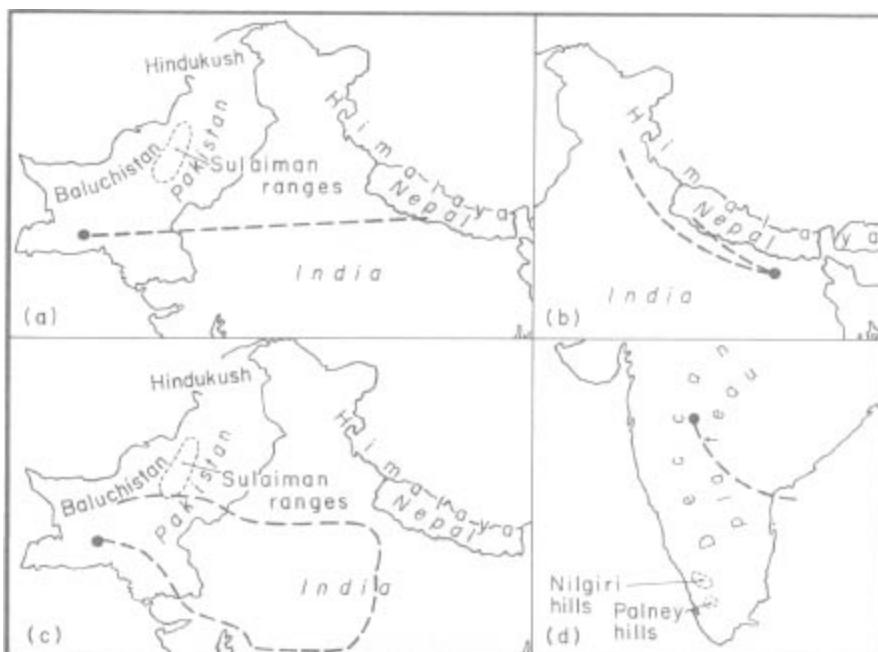 Hindukush
Himalaya
Baluchistan
Pakistan
Sulaiman
ranges
Nepal
India
(a)
Himalaya
Nepal
India
(b)
Hindukush
Himalaya
Baluchistan
Pakistan
Sulaiman
ranges
Nepal
India
(c)
Deccan
Plateau
Nilgiri
hills
Palney
hills
(d)